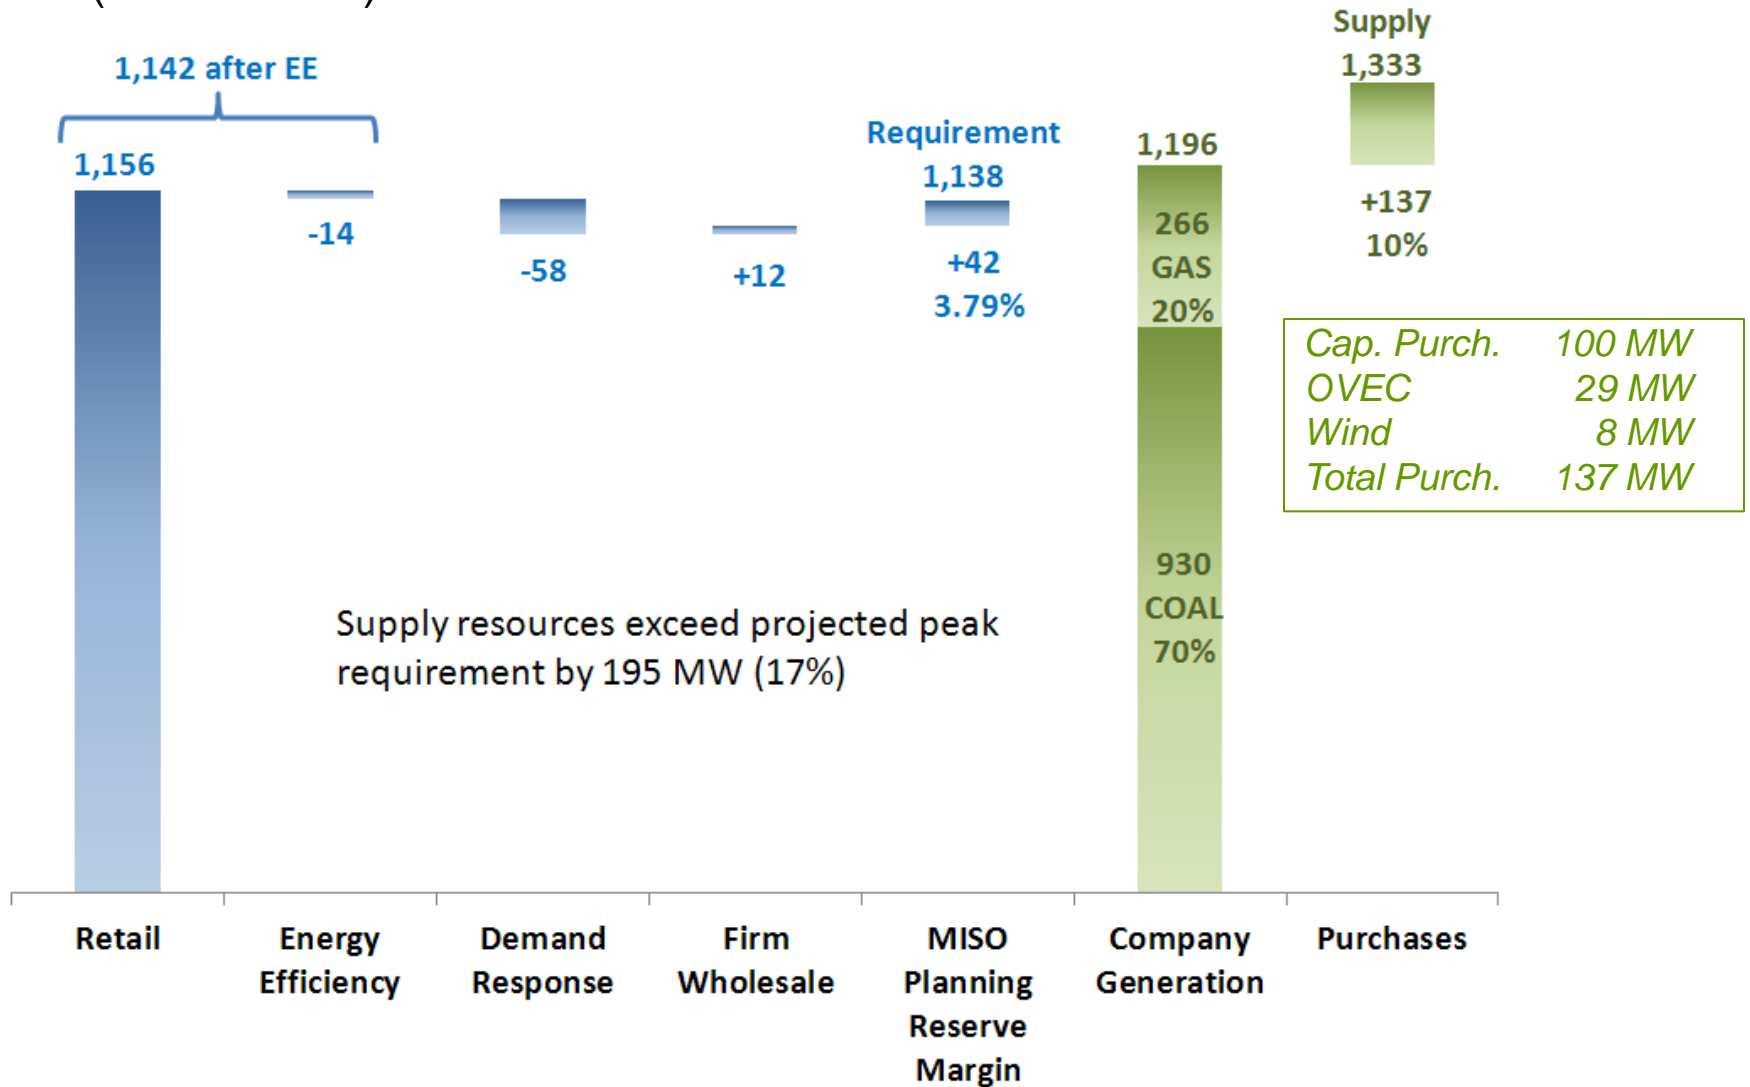 1,142 after EE
1,156
-14
-58
+12
Requirement
1,138
+42
3.79%
1,196
266
GAS
20%
930
COAL
70%
Supply
1,333
+137
10%
Cap. Purch. 100 MW
OVEC 29 MW
Wind 8 MW
Total Purch. 137 MW
Supply resources exceed projected peak
requirement by 195 MW (17%)
Retail
Energy
Efficiency
Demand
Response
Firm
Wholesale
MISO
Planning
Reserve
Margin
Company
Generation
Purchases